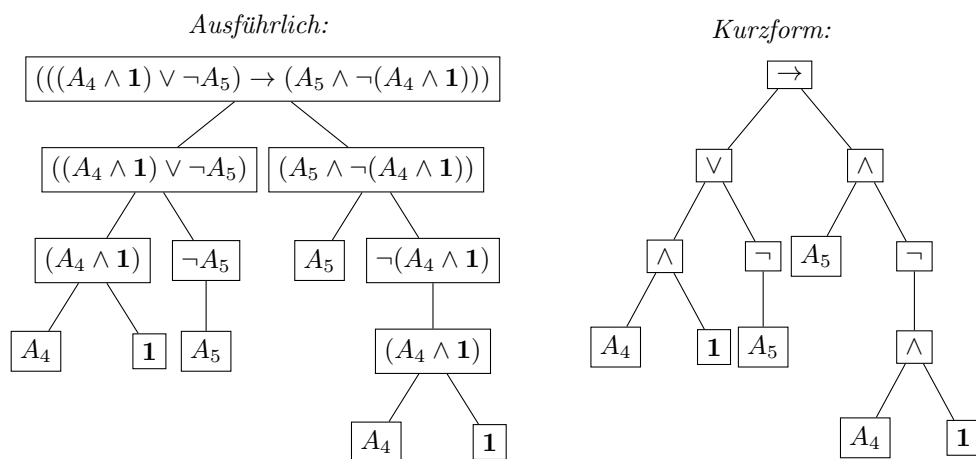 Ausführlich: Kurzform:
(((A₄ ∧ 1) ∨ ¬A₅) → (A₅ ∧ ¬(A₄ ∧ 1))) →
((A₄ ∧ 1) ∨ ¬A₅) (A₅ ∧ ¬(A₄ ∧ 1)) ∨ ∧
(A₄ ∧ 1) ¬A₅ A₅ ¬(A₄ ∧ 1) ∧ ¬ A₅ ¬
A₄ 1 A₅ (A₄ ∧ 1) A₄ 1 A₅ ∧
A₄ 1 A₄ 1